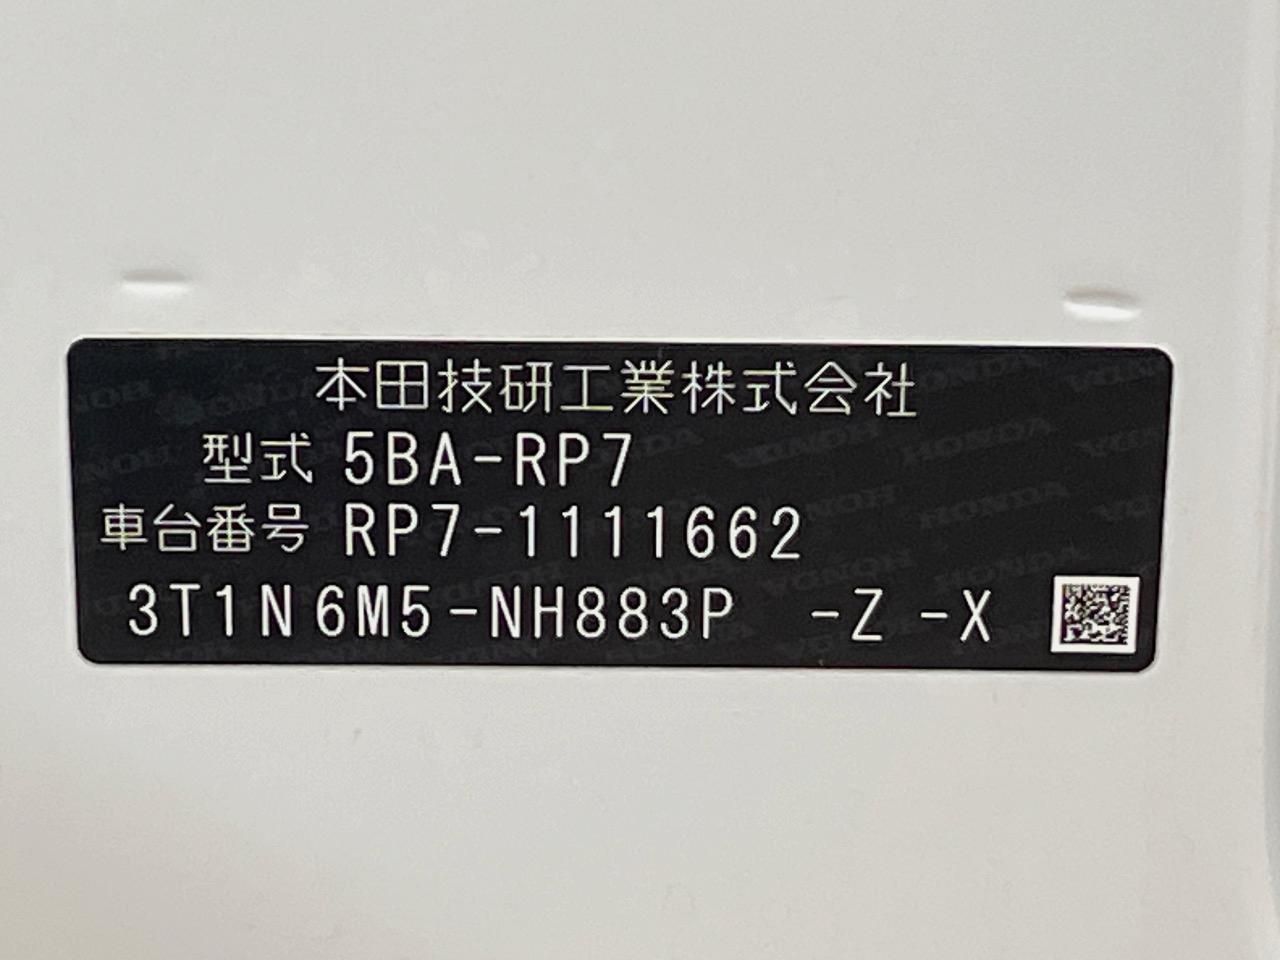 本田技研工業株式会社
型式 5BA-RP7
車台番号 RP7-1111662
3T1N6M5-NH883P -Z -X